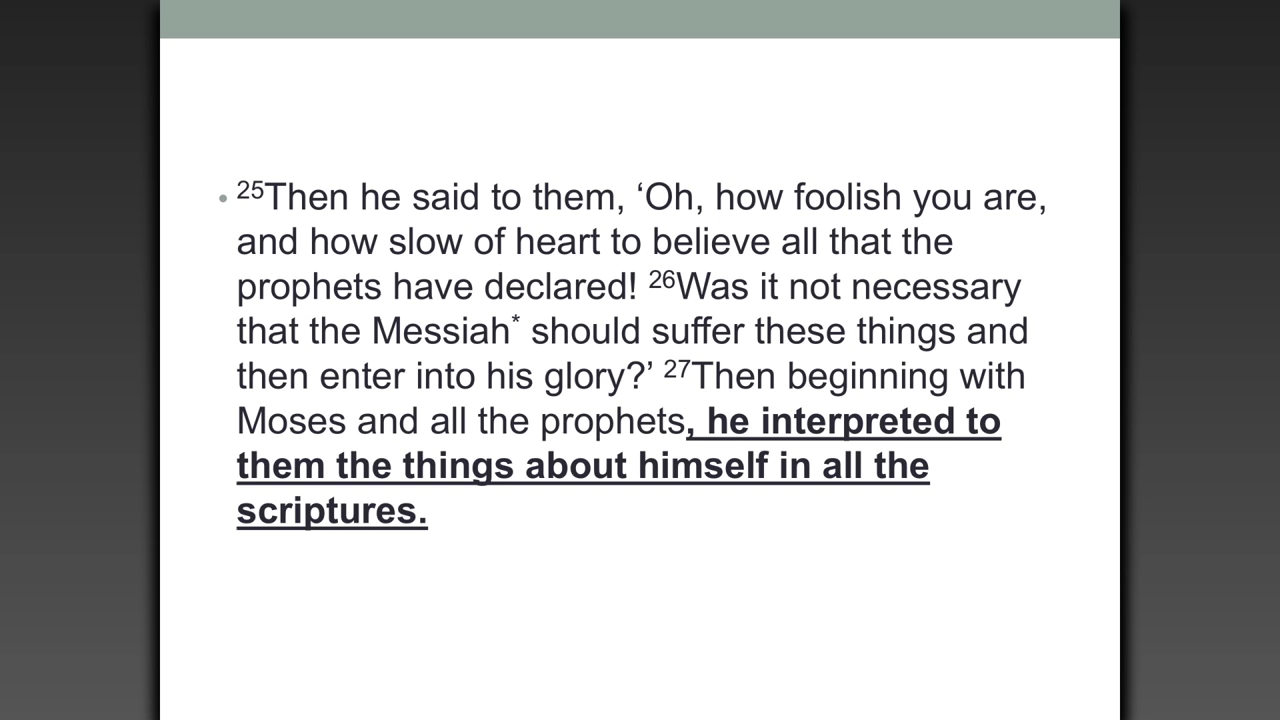 • ²⁵Then he said to them, ‘Oh, how foolish you are,
and how slow of heart to believe all that the
prophets have declared! ²⁶Was it not necessary
that the Messiah* should suffer these things and
then enter into his glory?’ ²⁷Then beginning with
Moses and all the prophets, he interpreted to
them the things about himself in all the
scriptures.